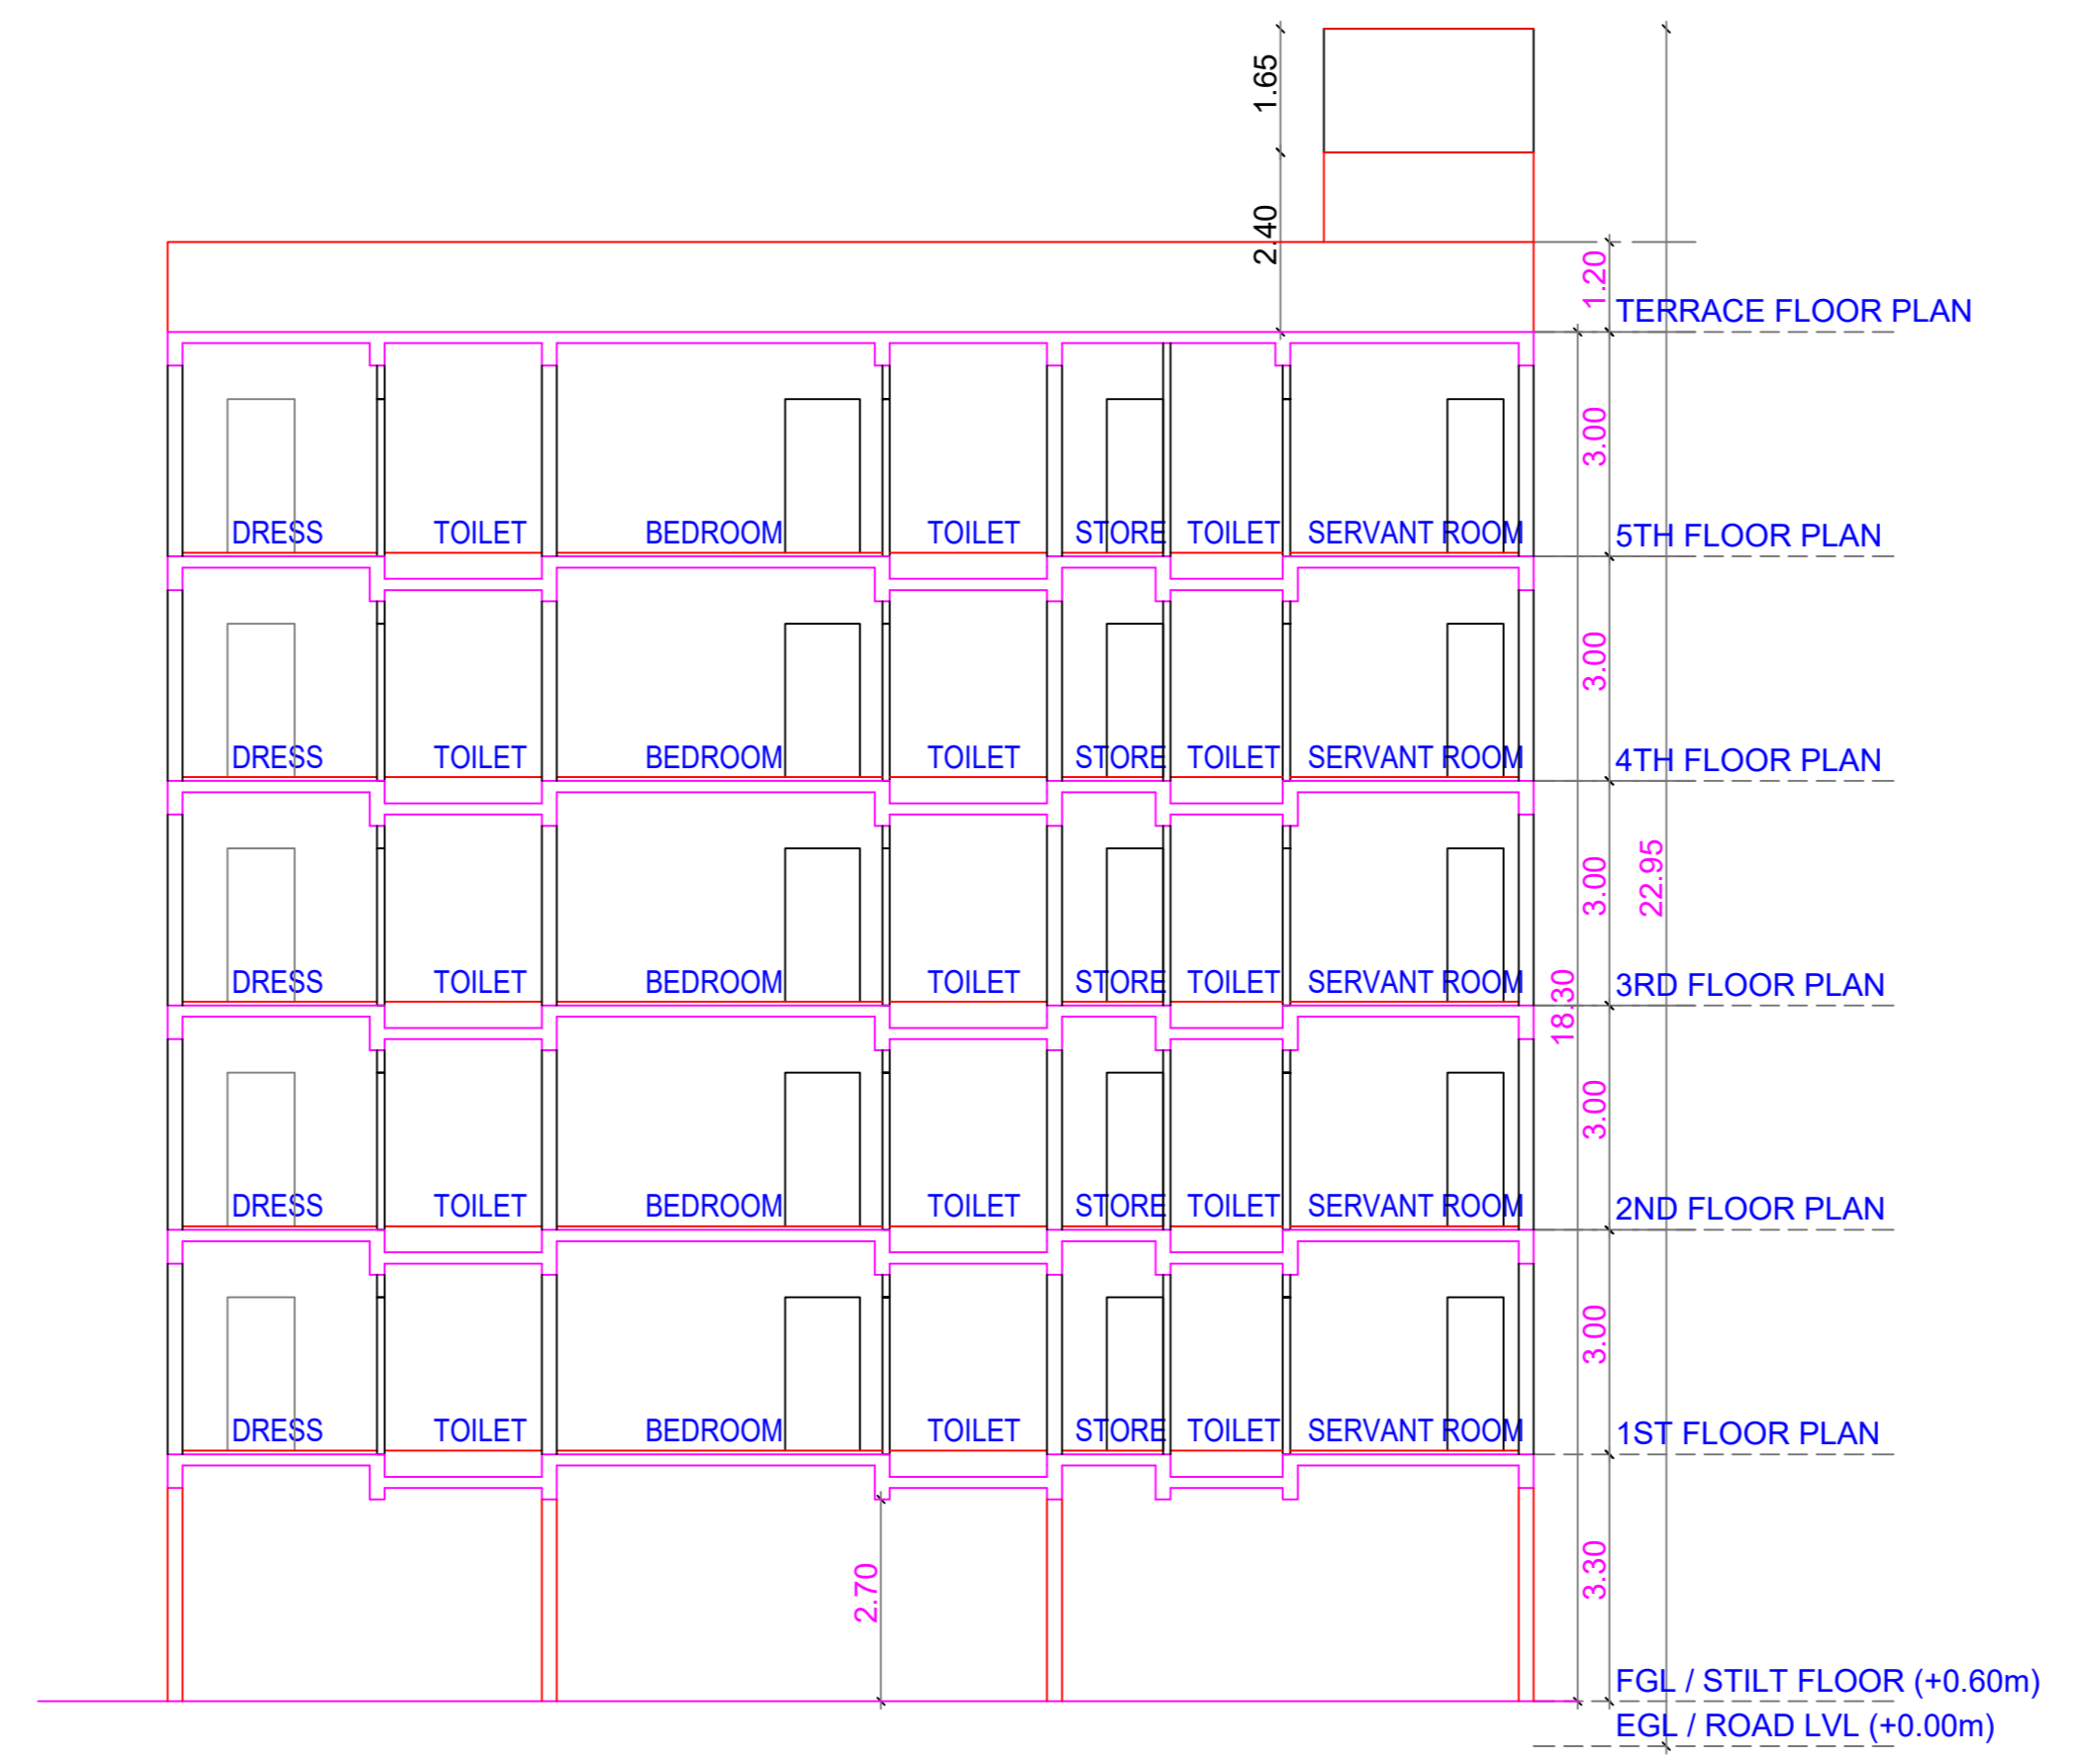 1.65
2.40
1.20
TERRACE FLOOR PLAN
3.00
DRESS TOILET BEDROOM TOILET STORE TOILET SERVANT ROOM
5TH FLOOR PLAN
3.00
DRESS TOILET BEDROOM TOILET STORE TOILET SERVANT ROOM
4TH FLOOR PLAN
3.00
22.95
DRESS TOILET BEDROOM TOILET STORE TOILET SERVANT ROOM
18.30
3RD FLOOR PLAN
3.00
DRESS TOILET BEDROOM TOILET STORE TOILET SERVANT ROOM
2ND FLOOR PLAN
3.00
DRESS TOILET BEDROOM TOILET STORE TOILET SERVANT ROOM
1ST FLOOR PLAN
2.70
3.30
FGL / STILT FLOOR (+0.60m)
EGL / ROAD LVL (+0.00m)